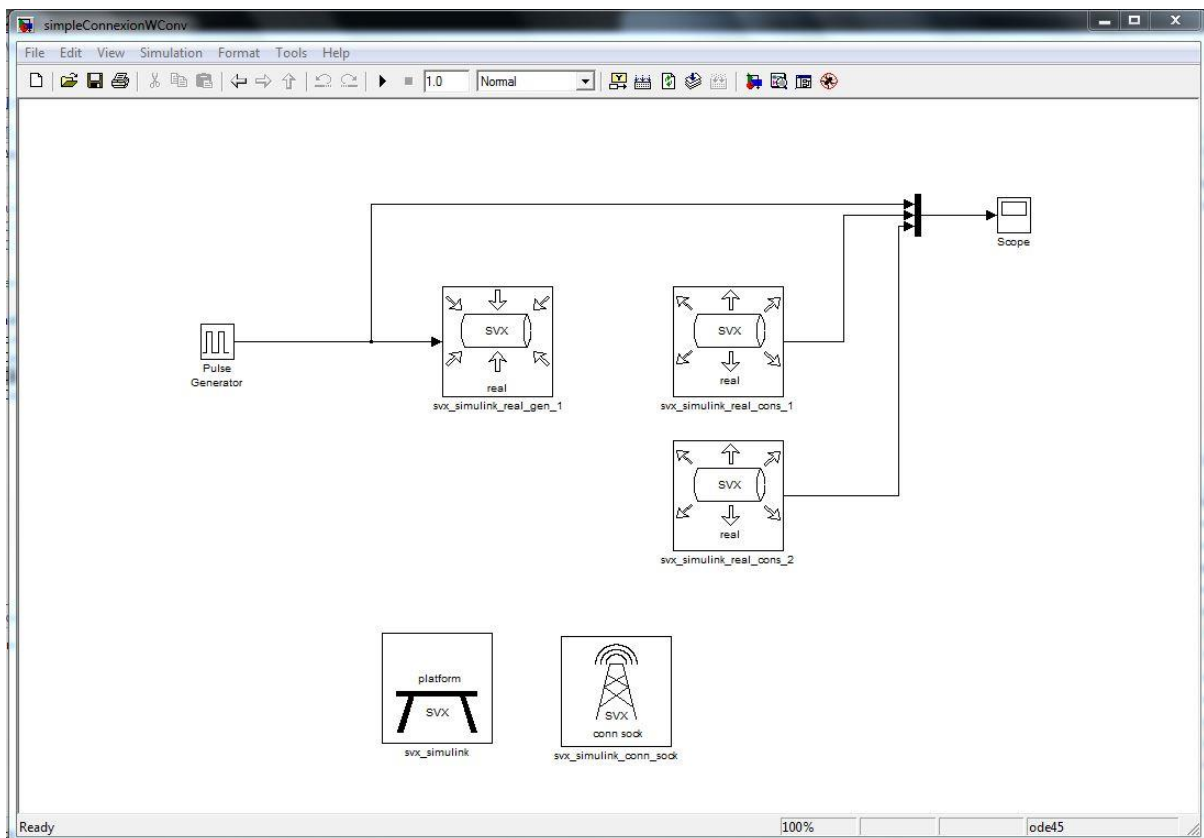 simpleConnexionWConv
File Edit View Simulation Format Tools Help
1.0 Normal
Scope
SVX
real
svx_simulink_real_gen_1
SVX
real
svx_simulink_real_cons_1
Pulse
Generator
SVX
real
svx_simulink_real_cons_2
platform
SVX
svx_simulink
SVX
conn sock
svx_simulink_conn_sock
Ready 100% ode45